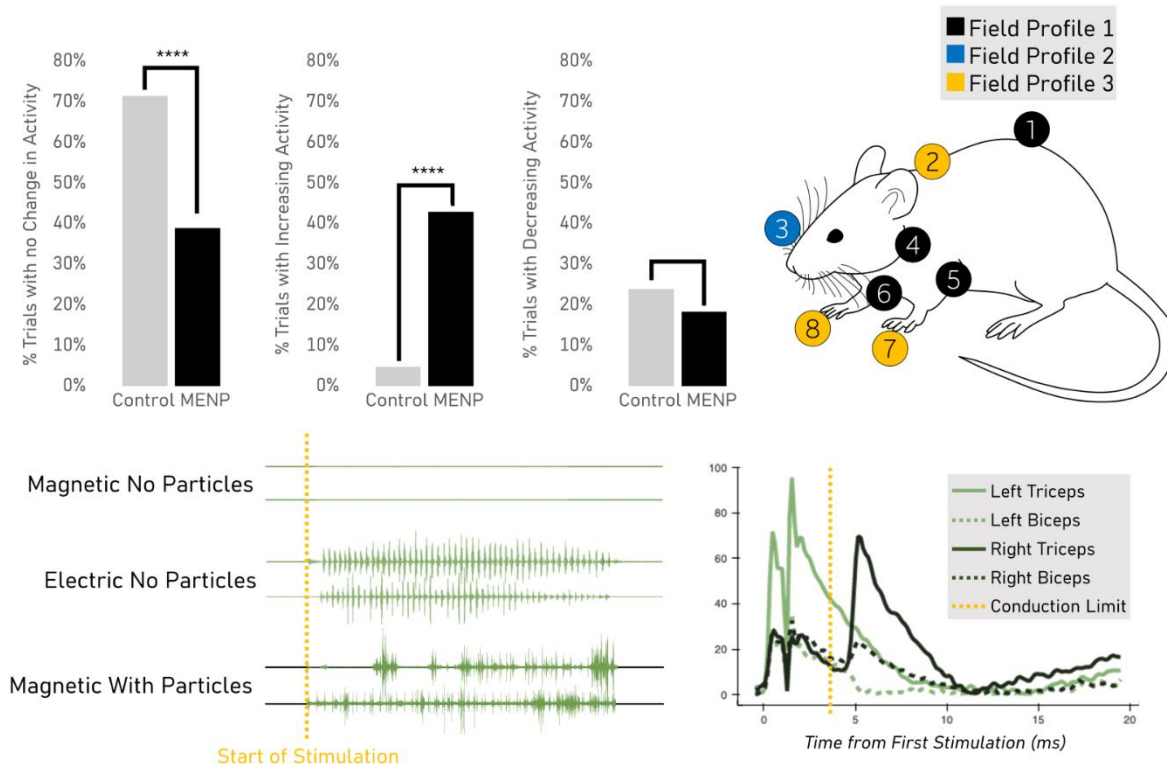 % Trials with no Change in Activity
80%
70%
60%
50%
40%
30%
20%
10%
0%
****
Control MENP
% Trials with Increasing Activity
80%
70%
60%
50%
40%
30%
20%
10%
0%
****
Control MENP
% Trials with Decreasing Activity
80%
70%
60%
50%
40%
30%
20%
10%
0%
Control MENP
Field Profile 1
Field Profile 2
Field Profile 3
1
2
3
4
5
6
7
8
Magnetic No Particles
Electric No Particles
Magnetic With Particles
Start of Stimulation
100
80
60
40
20
0
0 5 10 15 20
Time from First Stimulation (ms)
Left Triceps
Left Biceps
Right Triceps
Right Biceps
Conduction Limit